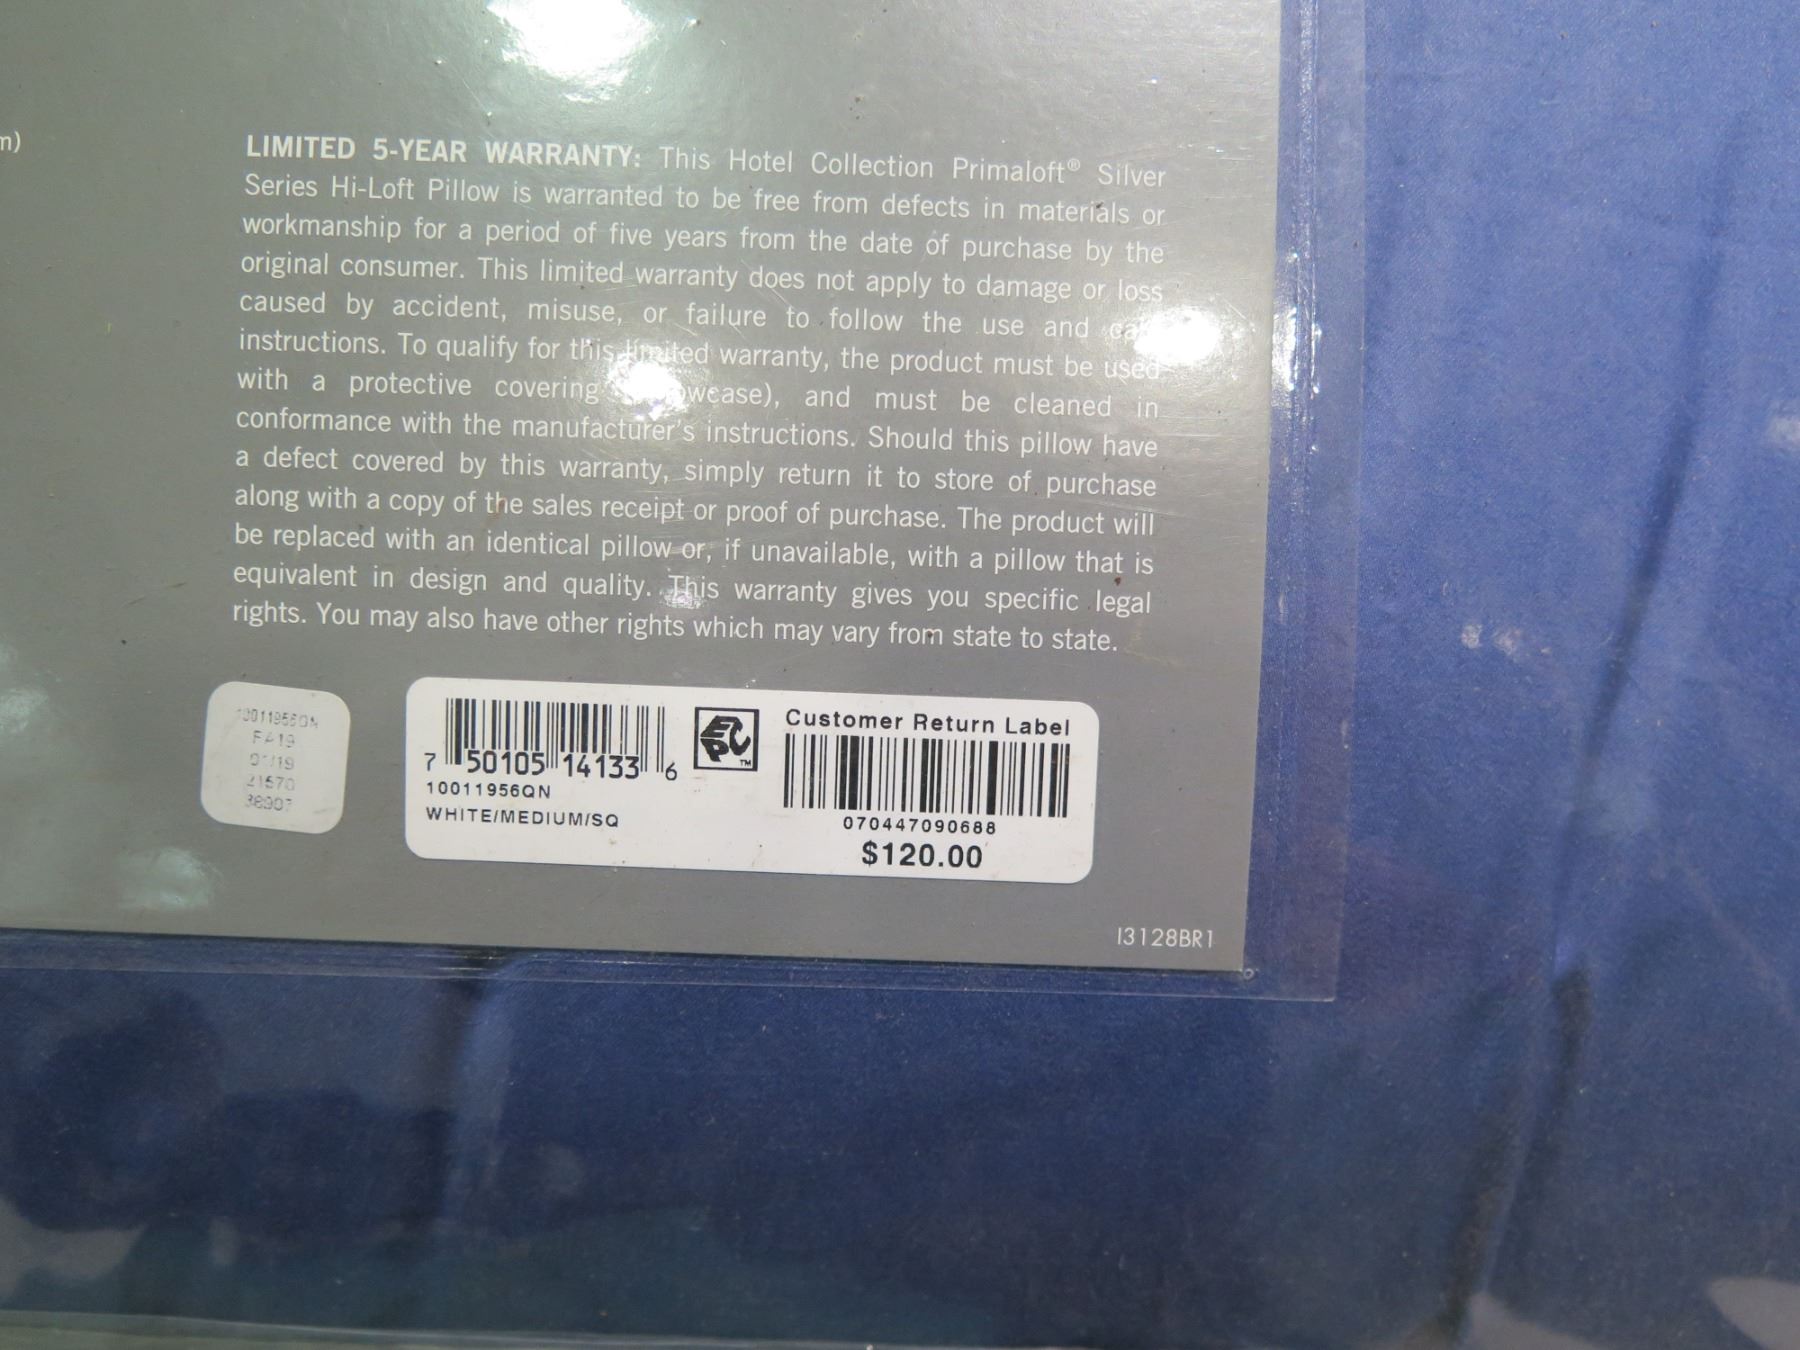 m)
LIMITED 5-YEAR WARRANTY: This Hotel Collection Primaloft® Silver
Series Hi-Loft Pillow is warranted to be free from defects in materials or
workmanship for a period of five years from the date of purchase by the
original consumer. This limited warranty does not apply to damage or loss
caused by accident, misuse, or failure to follow the use and
instructions. To qualify for this limited warranty, the product must be used
with a protective covering and must be cleaned in
conformance with the manufacturer's instructions. Should this pillow have
a defect covered by this warranty, simply return it to store of purchase
along with a copy of the sales receipt or proof of purchase. The product will
be replaced with an identical pillow or, if unavailable, with a pillow that is
equivalent in design and quality. This warranty gives you specific legal
rights. You may also have other rights which may vary from state to state.
10011956QN
FA19
21570
7 50105 14133 6
10011956QN
WHITE/MEDIUM/SQ
EPC TM
Customer Return Label
070447090688
$120.00
I3128BR1